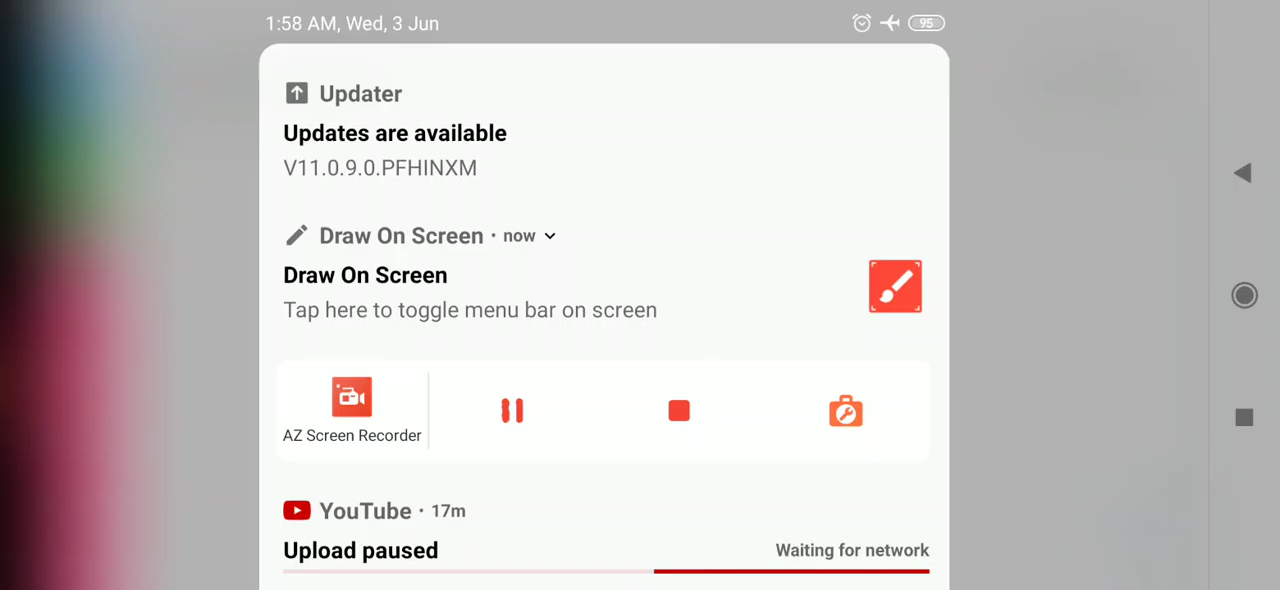 1:58 AM, Wed, 3 Jun
95
Updater
Updates are available
V11.0.9.0.PFHINXM
Draw On Screen · now
Draw On Screen
Tap here to toggle menu bar on screen
AZ Screen Recorder
YouTube · 17m
Upload paused
Waiting for network